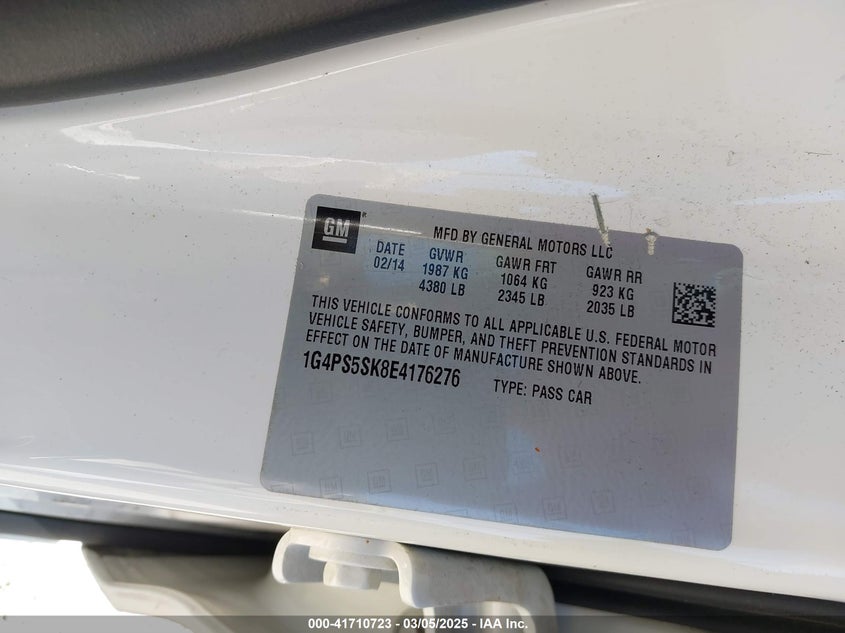 GM
MFD BY GENERAL MOTORS LLC
DATE GVWR GAWR FRT GAWR RR
02/14 1987 KG 1064 KG 923 KG
4380 LB 2345 LB 2035 LB
THIS VEHICLE CONFORMS TO ALL APPLICABLE U.S. FEDERAL MOTOR
VEHICLE SAFETY, BUMPER, AND THEFT PREVENTION STANDARDS IN
EFFECT ON THE DATE OF MANUFACTURE SHOWN ABOVE.
1G4PS5SK8E4176276 TYPE: PASS CAR
000-41710723 - 03/05/2025 - IAA Inc.